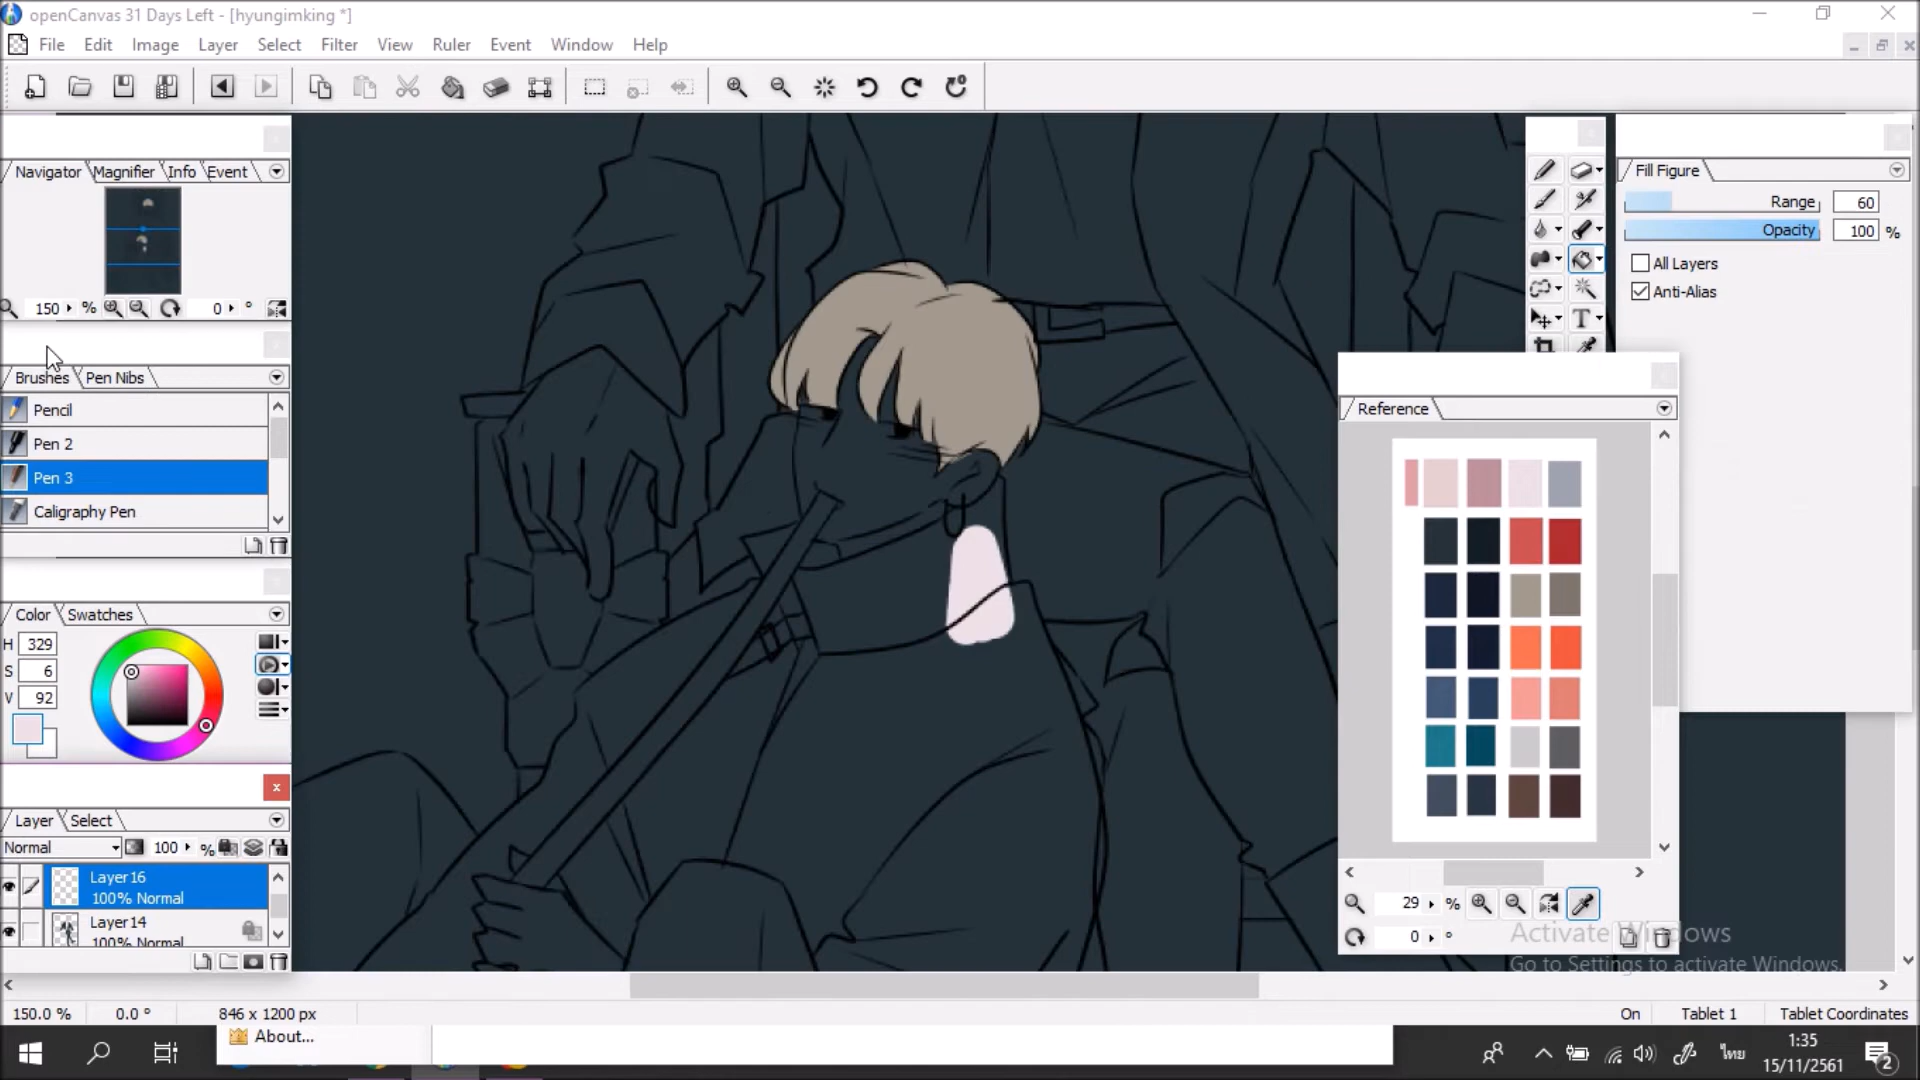 openCanvas 31 Days Left - [hyungimking *]
File Edit Image Layer Select Filter View Ruler Event Window Help
Navigator Magnifier Info Event
150 % 0 °
Brushes Pen Nibs
Pencil
Pen 2
Pen 3
Caligraphy Pen
Color Swatches
H 329
S 6
V 92
Layer Select
Normal 100 %
Layer16
100% Normal
Layer14
100% Normal
Fill Figure
Range 60
Opacity 100 %
All Layers
Anti-Alias
Reference
29 %
0 °
Activate Windows
Go to Settings to activate Windows.
150.0 % 0.0 ° 846 x 1200 px On Tablet 1 Tablet Coordinates
About...
ไทย
1:35
15/11/2561
2